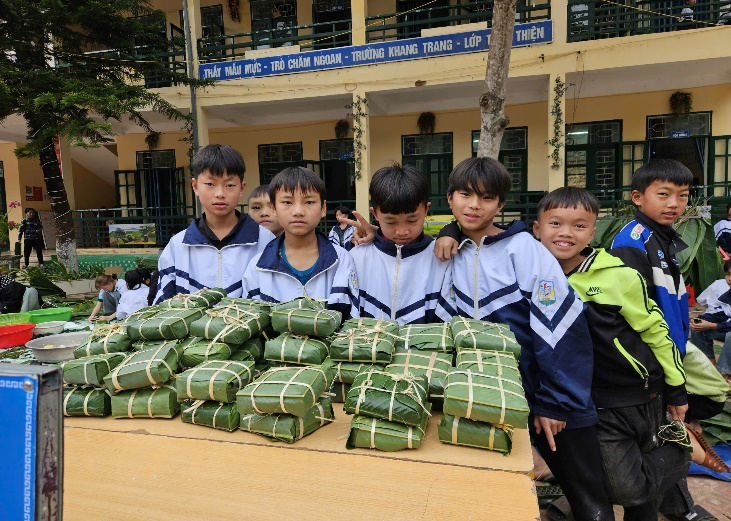 THẦY MẪU MỰC - TRÒ CHĂM NGOAN - TRƯỜNG KHANG TRANG - LỚP THÂN THIỆN